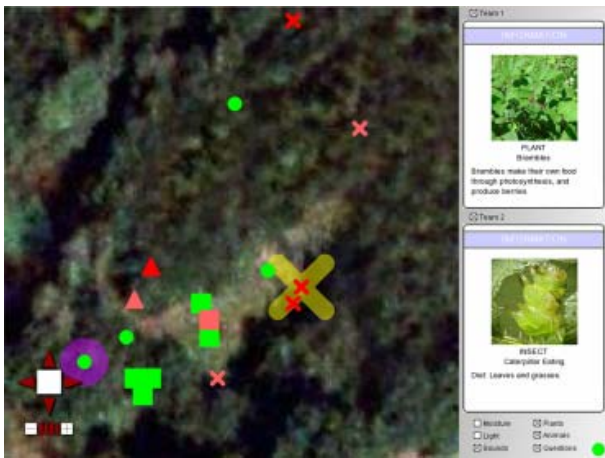 Team 1
INFORMATION
PLANT
Brambles
Brambles make their own food
through photosynthesis, and
produce berries
Team 2
INFORMATION
INSECT
Caterpillar Eating
Diet: Leaves and grasses
Moisture
Plants
Light
Animals
Sounds
Questions